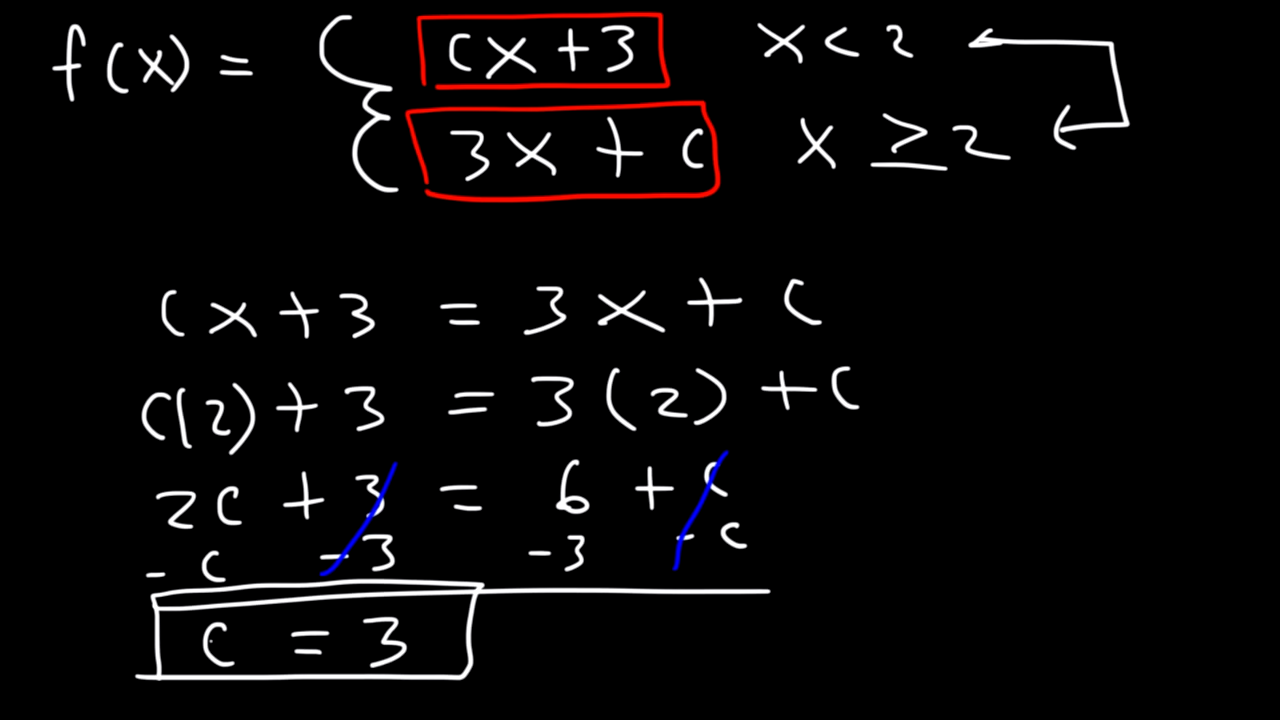 f(x) = { cx + 3 x < 2
3x + c x ≥ 2
cx + 3 = 3x + c
c(2) + 3 = 3(2) + c
2c + 3 = 6 + c
- c - 3 - 3 - c
c = 3